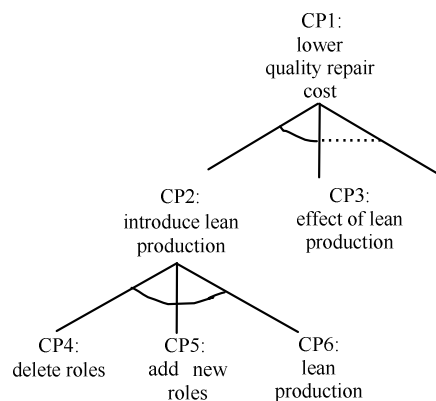 CP1:
lower
quality repair
cost
CP2:
introduce lean
production
CP3:
effect of lean
production
CP4:
delete roles
CP5:
add new
roles
CP6:
lean
production